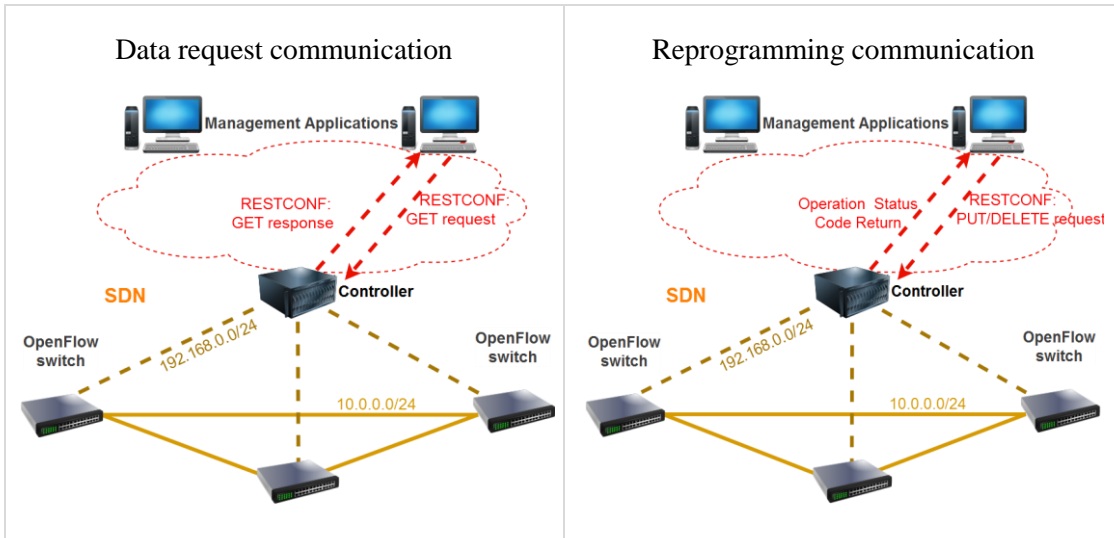 Data request communication
Management Applications
RESTCONF:
GET response
RESTCONF:
GET request
Controller
SDN
OpenFlow
switch
192.168.0.0/24
OpenFlow
switch
10.0.0.0/24
Reprogramming communication
Management Applications
Operation Status
Code Return
RESTCONF:
PUT/DELETE request
Controller
SDN
OpenFlow
switch
192.168.0.0/24
OpenFlow
switch
10.0.0.0/24